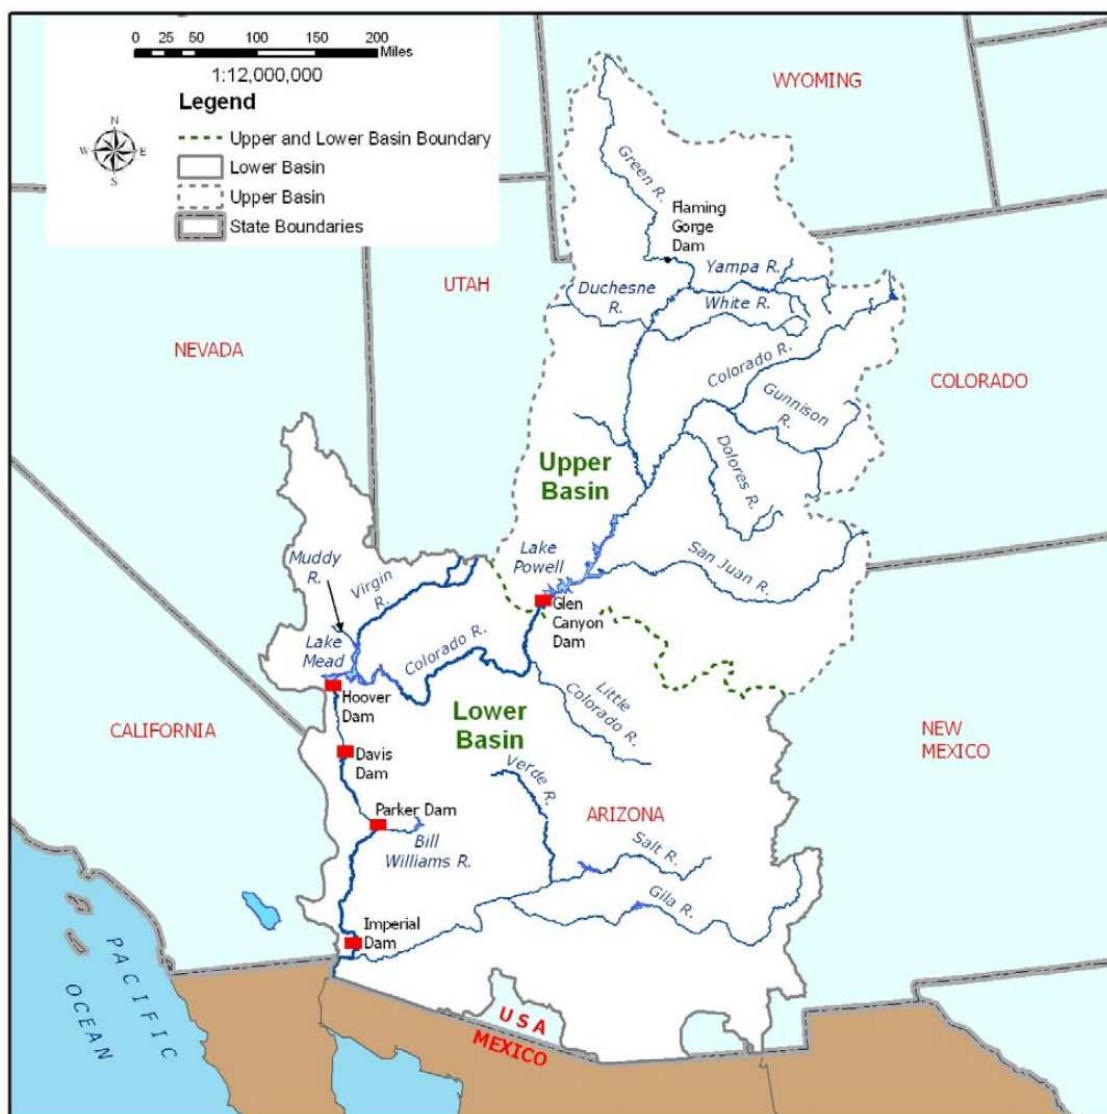 0 25 50 100 150 200
Miles
1:12,000,000
Legend
N
W E
S
Upper and Lower Basin Boundary
Lower Basin
Upper Basin
State Boundaries
WYOMING
Green R.
Flaming
Gorge
Dam
UTAH
Duchesne
R.
Yampa R.
White R.
NEVADA
Colorado R.
COLORADO
Gunnison
R.
Dolores R.
Upper
Basin
Muddy
R.
Virgin
R.
Lake
Powell
San Juan R.
Glen
Canyon
Dam
Lake
Mead
Colorado R.
Hoover
Dam
Little
Colorado R.
Lower
Basin
CALIFORNIA
NEW
MEXICO
Davis
Dam
Verde R.
Parker Dam
ARIZONA
Bill
Williams R.
Salt R.
Gila R.
Imperial
Dam
PACIFIC
OCEAN
USA
MEXICO